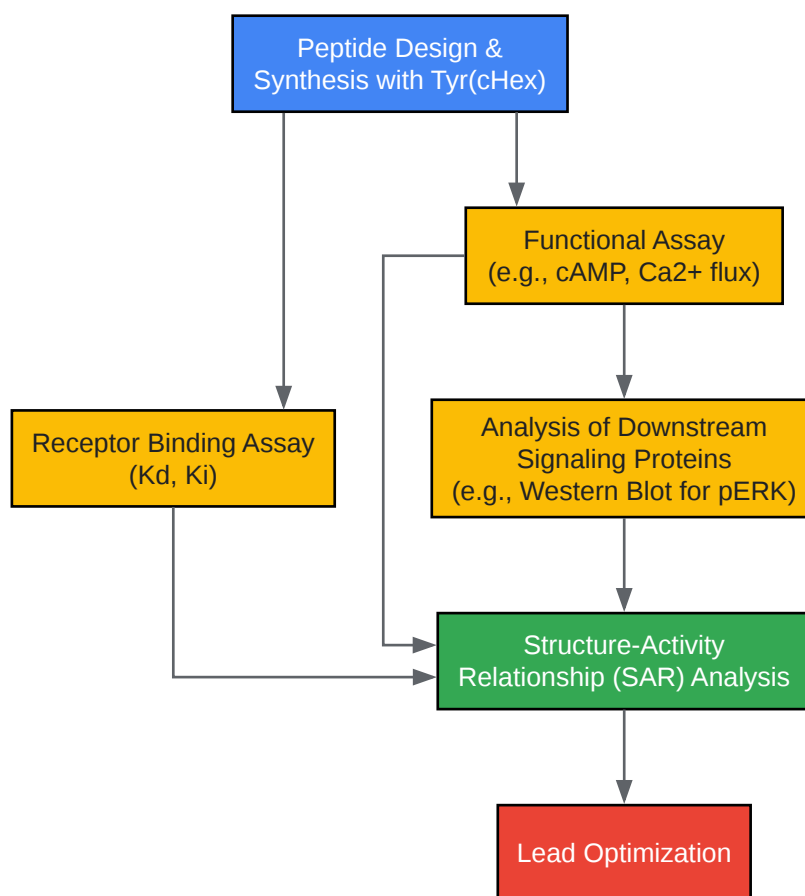 Peptide Design &
Synthesis with Tyr(cHex)
Functional Assay
(e.g., cAMP, Ca2+ flux)
Receptor Binding Assay
(Kd, Ki)
Analysis of Downstream
Signaling Proteins
(e.g., Western Blot for pERK)
Structure-Activity
Relationship (SAR) Analysis
Lead Optimization